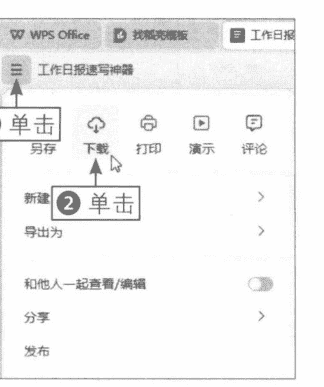 WPS Office 找稿壳模板 工作日报
工作日报速写神器
单击
另存 下载 打印 演示 评论
新建 ❷ 单击
导出为
和他人一起查看/编辑
分享
发布